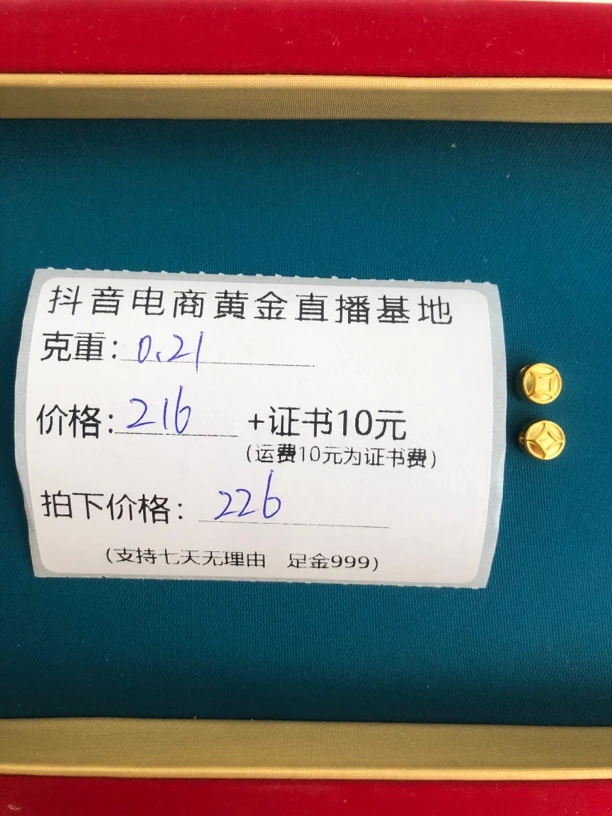 抖音电商黄金直播基地
克重：0.21
价格：216 +证书10元
（运费10元为证书费）
拍下价格：226
（支持七天无理由 足金999）